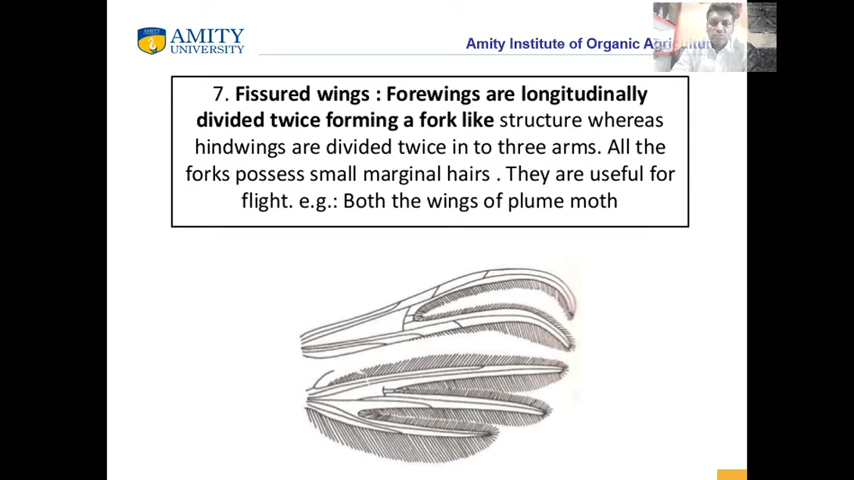 AMITY
AMITY
UNIVERSITY
Amity Institute of Organic Agricultur
7. Fissured wings : Forewings are longitudinally
divided twice forming a fork like structure whereas
hindwings are divided twice in to three arms. All the
forks possess small marginal hairs . They are useful for
flight. e.g.: Both the wings of plume moth